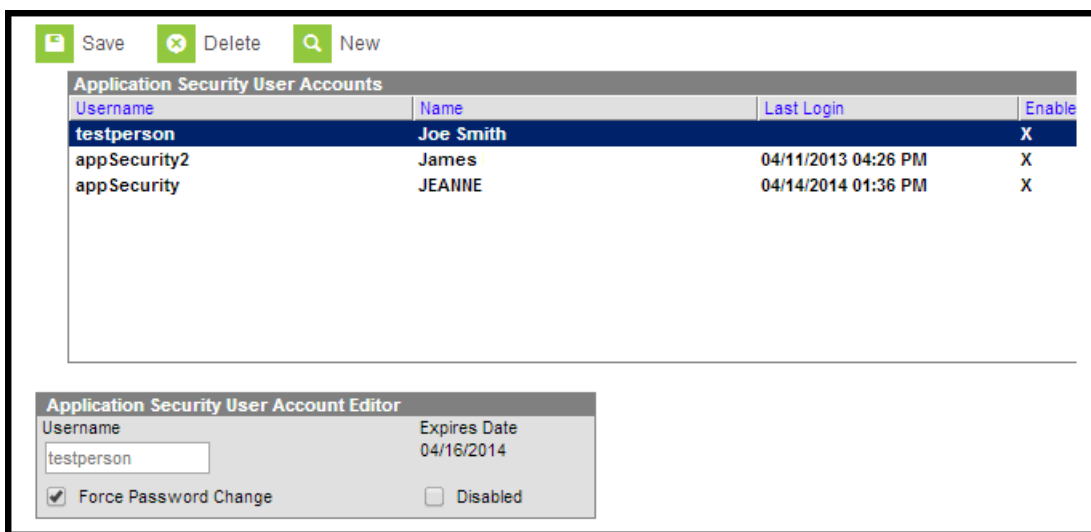 Save Delete New
Application Security User Accounts
Username Name Last Login Enable
testperson Joe Smith X
appSecurity2 James 04/11/2013 04:26 PM X
appSecurity JEANNE 04/14/2014 01:36 PM X
Application Security User Account Editor
Username Expires Date
testperson 04/16/2014
Force Password Change Disabled